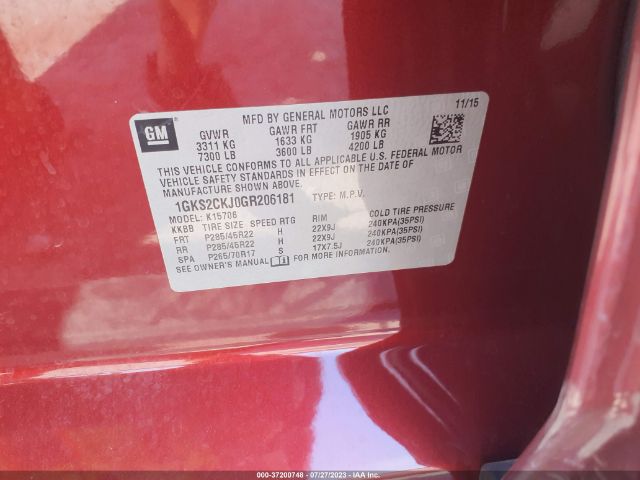 MFD BY GENERAL MOTORS LLC 11/15
GM
GVWR GAWR FRT GAWR RR
3311 KG 1633 KG 1905 KG
7300 LB 3600 LB 4200 LB
THIS VEHICLE CONFORMS TO ALL APPLICABLE U.S. FEDERAL MOTOR
VEHICLE SAFETY STANDARDS IN EFFECT ON THE DATE OF
MANUFACTURE SHOWN ABOVE.
1GKS2CKJ0GR206181 TYPE: M.P.V.
MODEL: K15706
KKBB TIRE SIZE SPEED RTG RIM COLD TIRE PRESSURE
FRT P285/45R22 H 22X9J 240KPA(35PSI)
RR P285/45R22 H 22X9J 240KPA(35PSI)
SPA P265/70R17 S 17X7.5J 240KPA(35PSI)
SEE OWNER'S MANUAL FOR MORE INFORMATION.
000-37200748 - 07/27/2023 - IAA Inc.